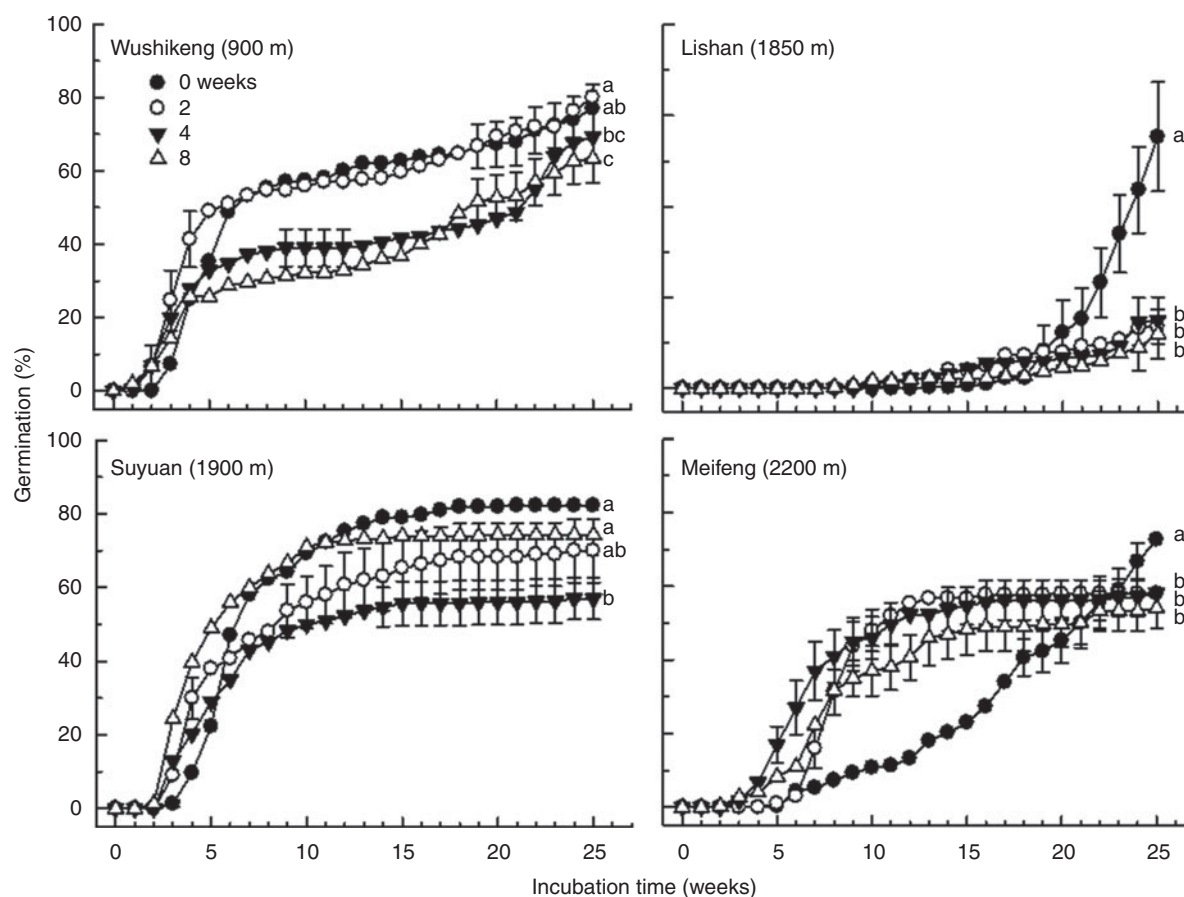 Wushikeng (900 m)
0 weeks
2
4
8
a
ab
bc
c
Lishan (1850 m)
a
b
b
b
100
80
60
40
20
0
Germination (%)
Suyuan (1900 m)
a
a
ab
b
Meifeng (2200 m)
a
b
b
b
100
80
60
40
20
0
0 5 10 15 20 25
0 5 10 15 20 25
Incubation time (weeks)